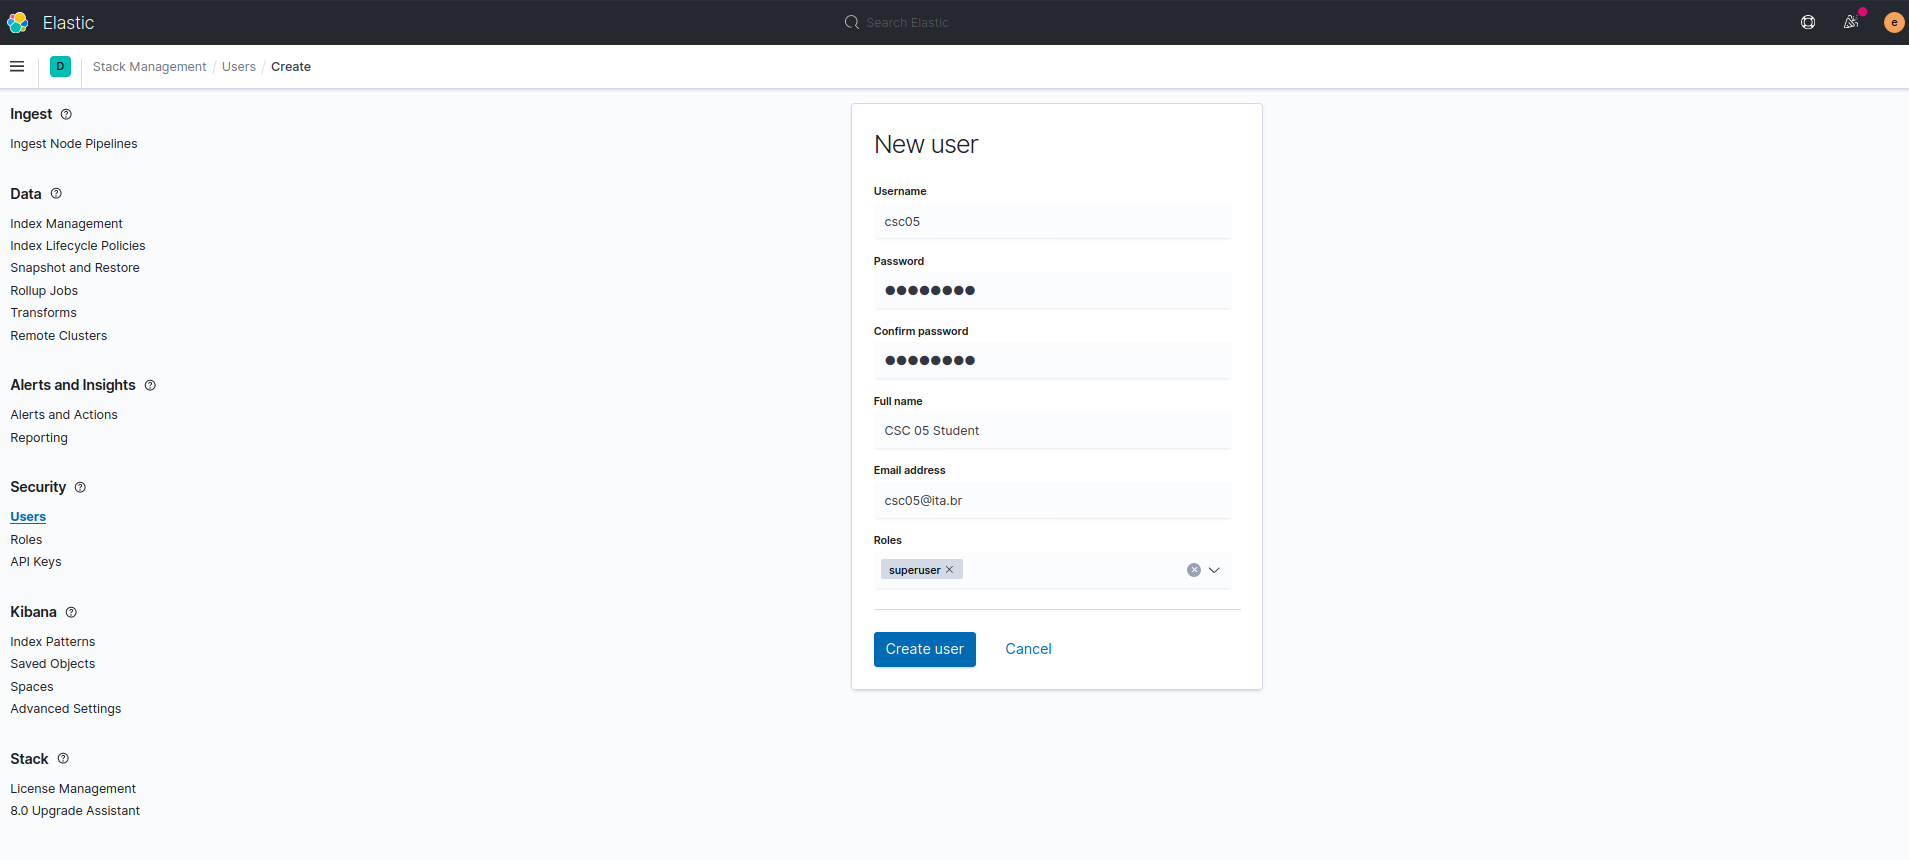 Elastic
Search Elastic
e
D
Stack Management / Users / Create
Ingest
Ingest Node Pipelines
Data
Index Management
Index Lifecycle Policies
Snapshot and Restore
Rollup Jobs
Transforms
Remote Clusters
Alerts and Insights
Alerts and Actions
Reporting
Security
Users
Roles
API Keys
Kibana
Index Patterns
Saved Objects
Spaces
Advanced Settings
Stack
License Management
8.0 Upgrade Assistant
New user
Username
csc05
Password
●●●●●●●●
Confirm password
●●●●●●●●
Full name
CSC 05 Student
Email address
csc05@ita.br
Roles
superuser
Create user
Cancel